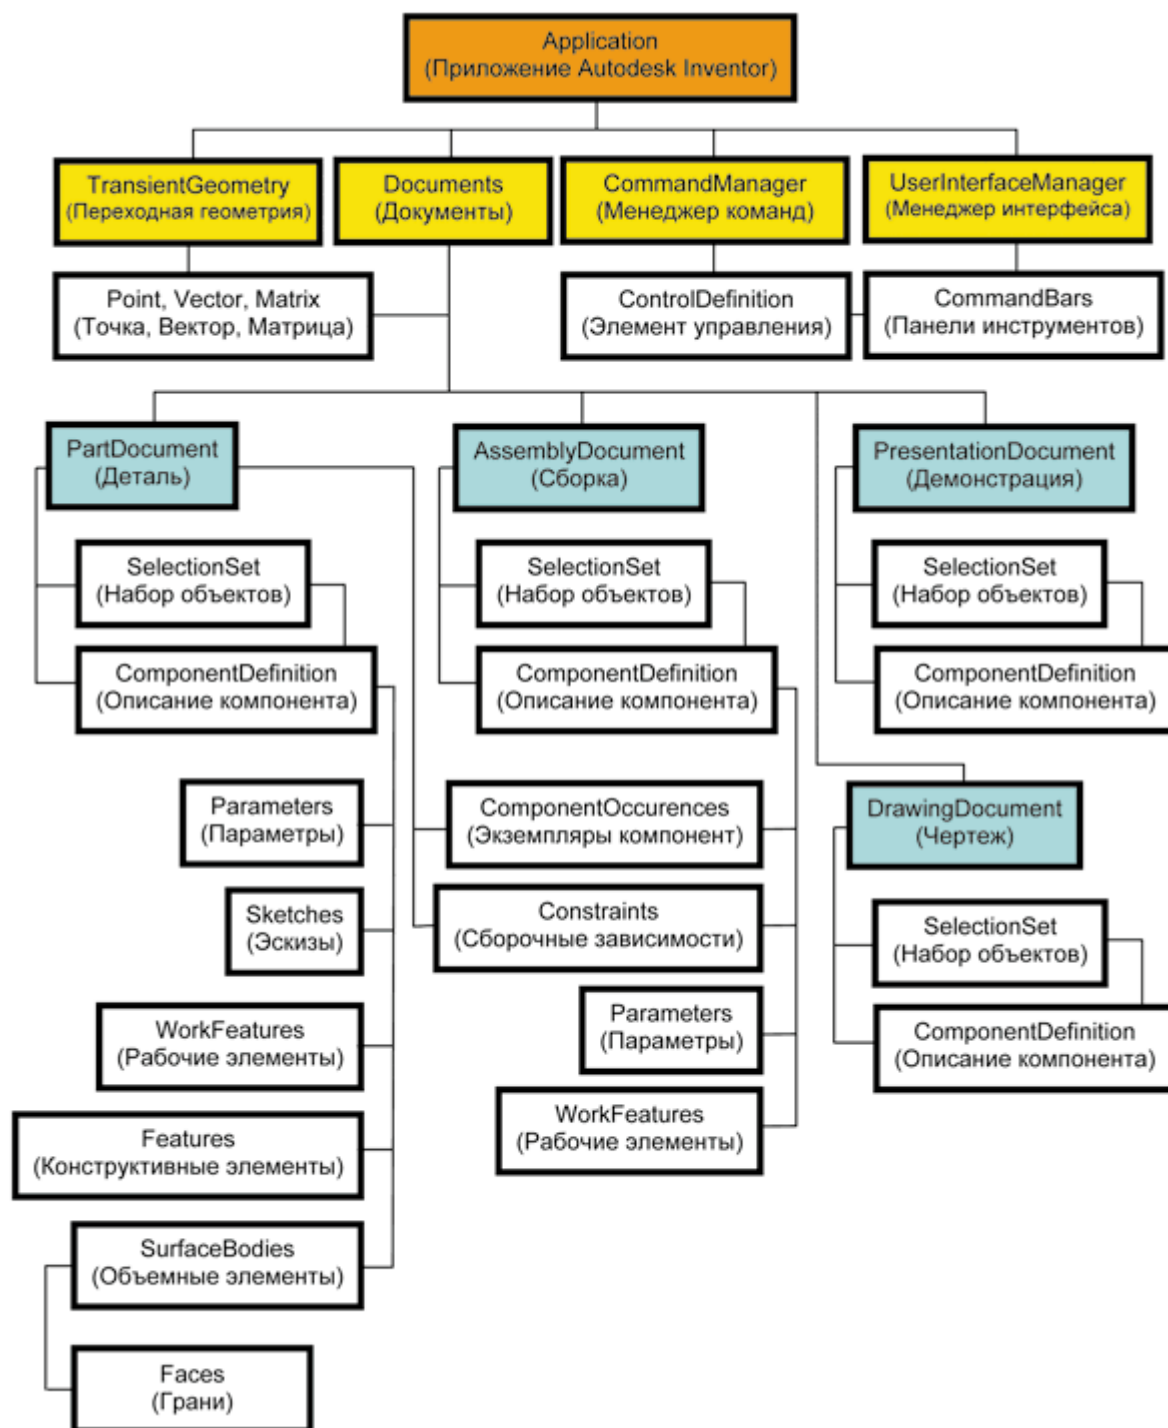 Application
(Приложение Autodesk Inventor)
TransientGeometry
(Переходная геометрия)
Documents
(Документы)
CommandManager
(Менеджер команд)
UserInterfaceManager
(Менеджер интерфейса)
Point, Vector, Matrix
(Точка, Вектор, Матрица)
ControlDefinition
(Элемент управления)
CommandBars
(Панели инструментов)
PartDocument
(Деталь)
AssemblyDocument
(Сборка)
PresentationDocument
(Демонстрация)
SelectionSet
(Набор объектов)
SelectionSet
(Набор объектов)
SelectionSet
(Набор объектов)
ComponentDefinition
(Описание компонента)
ComponentDefinition
(Описание компонента)
ComponentDefinition
(Описание компонента)
Parameters
(Параметры)
ComponentOccurences
(Экземпляры компонент)
DrawingDocument
(Чертеж)
Sketches
(Эскизы)
Constraints
(Сборочные зависимости)
SelectionSet
(Набор объектов)
WorkFeatures
(Рабочие элементы)
Parameters
(Параметры)
ComponentDefinition
(Описание компонента)
Features
(Конструктивные элементы)
WorkFeatures
(Рабочие элементы)
SurfaceBodies
(Объемные элементы)
Faces
(Грани)